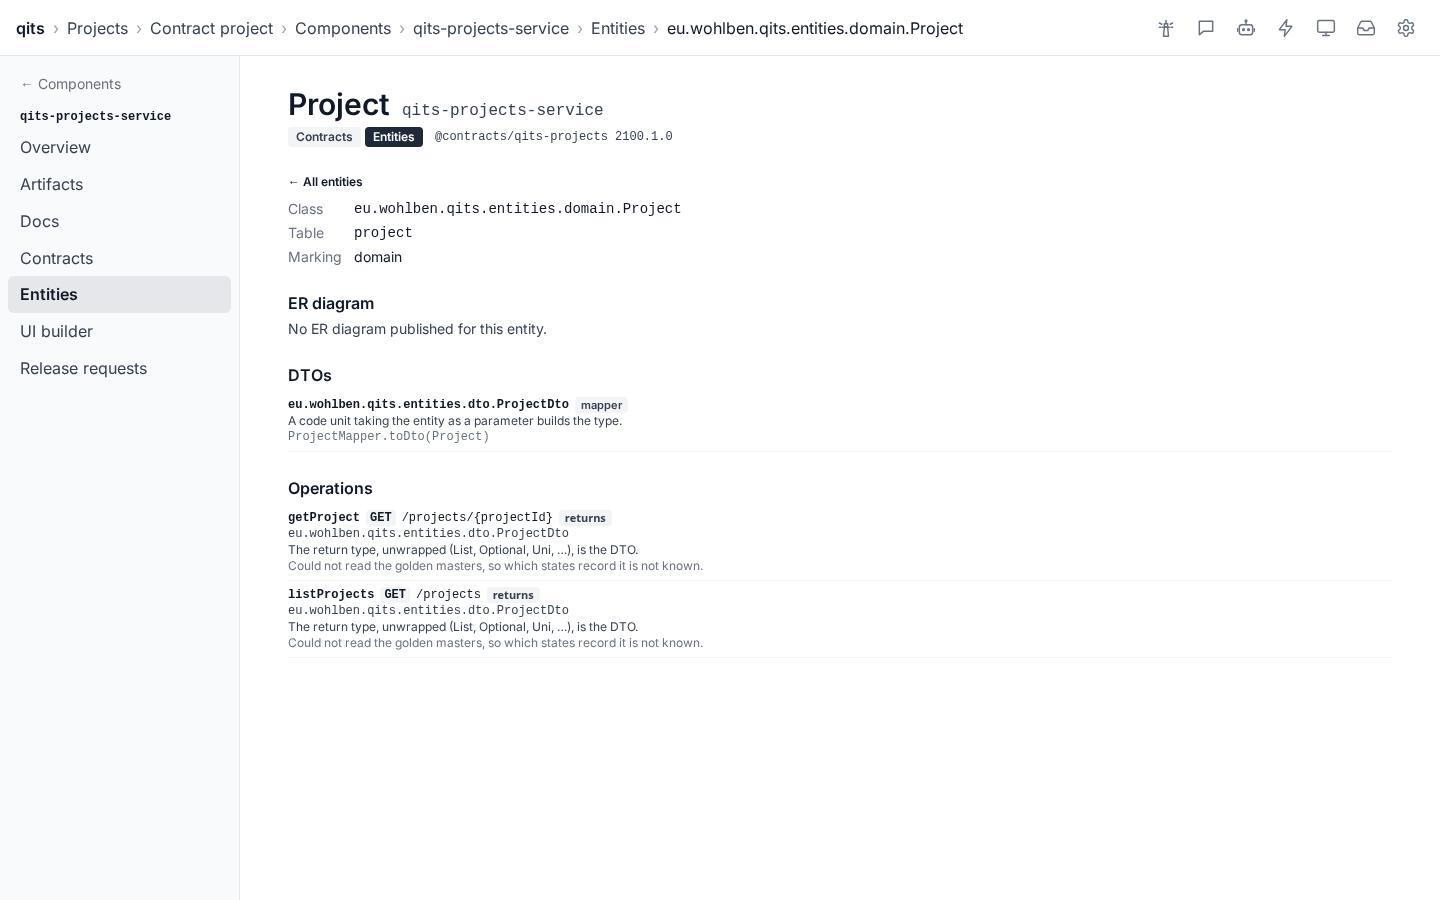 qits › Projects › Contract project › Components › qits-projects-service › Entities › eu.wohlben.qits.entities.domain.Project
← Components
qits-projects-service
Overview
Artifacts
Docs
Contracts
Entities
UI builder
Release requests
Project qits-projects-service
Contracts Entities @contracts/qits-projects 2100.1.0
← All entities
Class eu.wohlben.qits.entities.domain.Project
Table project
Marking domain
ER diagram
No ER diagram published for this entity.
DTOs
eu.wohlben.qits.entities.dto.ProjectDto mapper
A code unit taking the entity as a parameter builds the type.
ProjectMapper.toDto(Project)
Operations
getProject GET /projects/{projectId} returns
eu.wohlben.qits.entities.dto.ProjectDto
The return type, unwrapped (List, Optional, Uni, …), is the DTO.
Could not read the golden masters, so which states record it is not known.
listProjects GET /projects returns
eu.wohlben.qits.entities.dto.ProjectDto
The return type, unwrapped (List, Optional, Uni, …), is the DTO.
Could not read the golden masters, so which states record it is not known.